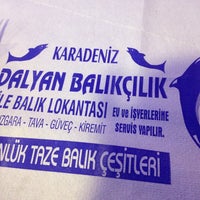 KARADENİZ
DALYAN BALIKÇILIK
İLE BALIK LOKANTASI
IZGARA - TAVA - GÜVEÇ - KİREMİT
EV ve İŞYERLERİNE
SERVİS YAPILIR.
NLÜK TAZE BALIK ÇEŞİTLERİ